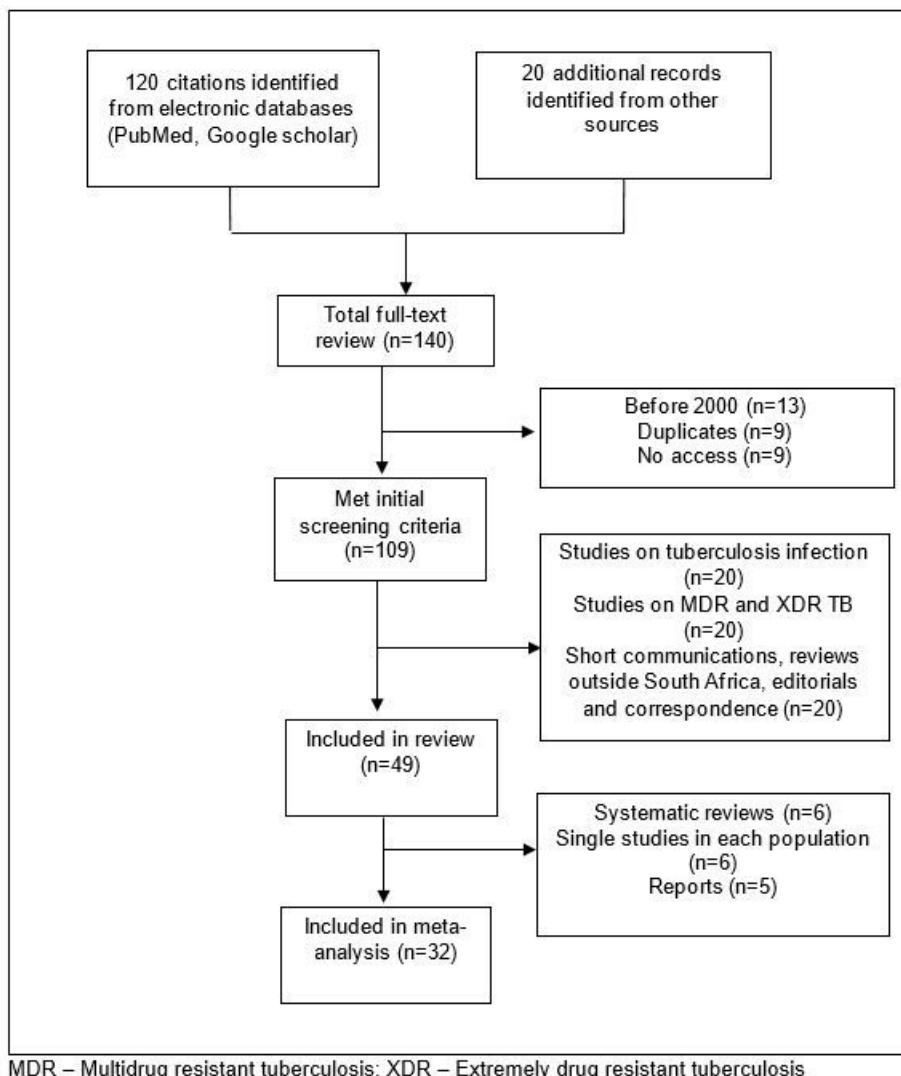 120 citations identified
from electronic databases
(PubMed, Google scholar)
20 additional records
identified from other
sources
Total full-text
review (n=140)
Before 2000 (n=13)
Duplicates (n=9)
No access (n=9)
Met initial
screening criteria
(n=109)
Studies on tuberculosis infection
(n=20)
Studies on MDR and XDR TB
(n=20)
Short communications, reviews
outside South Africa, editorials
and correspondence (n=20)
Included in review
(n=49)
Systematic reviews (n=6)
Single studies in each population
(n=6)
Reports (n=5)
Included in meta-
analysis (n=32)
MDR – Multidrug resistant tuberculosis; XDR – Extremely drug resistant tuberculosis